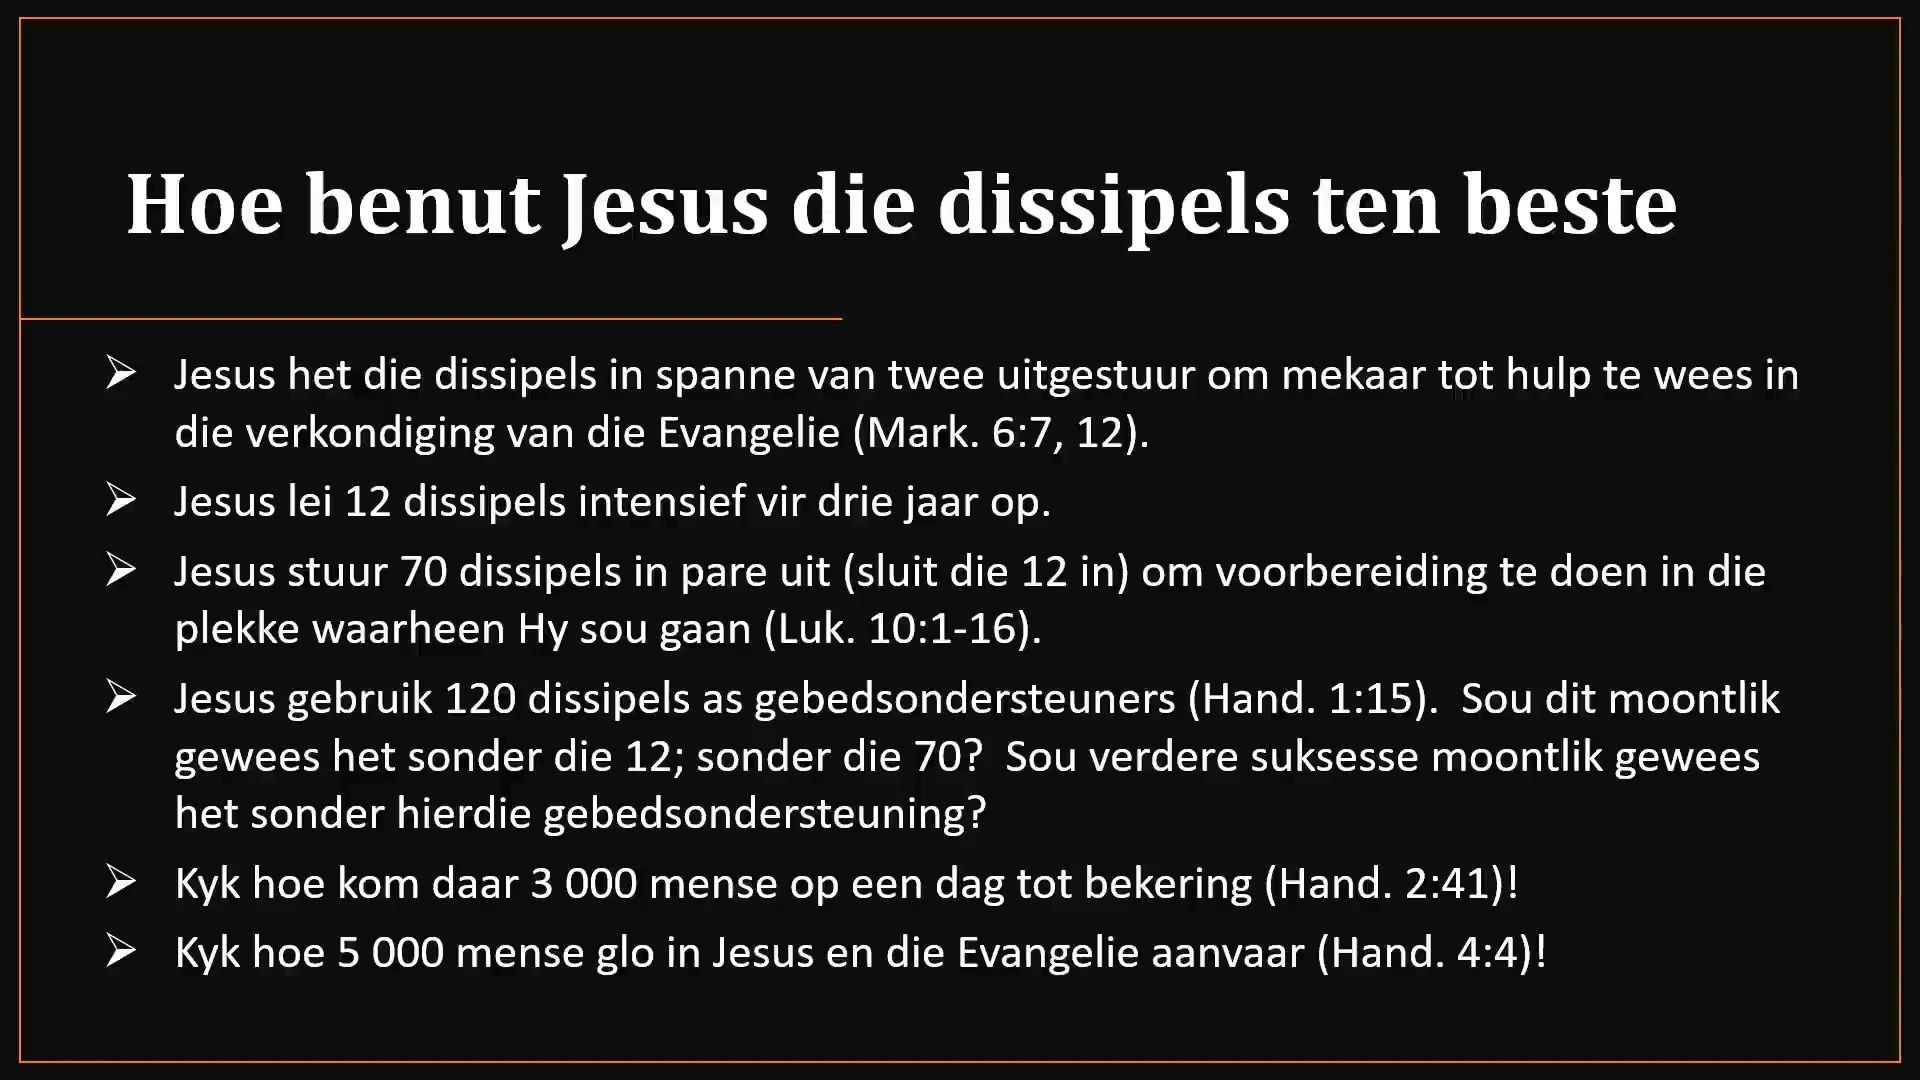 Hoe benut Jesus die dissipels ten beste
➢ Jesus het die dissipels in spanne van twee uitgestuur om mekaar tot hulp te wees in
die verkondiging van die Evangelie (Mark. 6:7, 12).
➢ Jesus lei 12 dissipels intensief vir drie jaar op.
➢ Jesus stuur 70 dissipels in pare uit (sluit die 12 in) om voorbereiding te doen in die
plekke waarheen Hy sou gaan (Luk. 10:1-16).
➢ Jesus gebruik 120 dissipels as gebedsondersteuners (Hand. 1:15).  Sou dit moontlik
gewees het sonder die 12; sonder die 70?  Sou verdere suksesse moontlik gewees
het sonder hierdie gebedsondersteuning?
➢ Kyk hoe kom daar 3 000 mense op een dag tot bekering (Hand. 2:41)!
➢ Kyk hoe 5 000 mense glo in Jesus en die Evangelie aanvaar (Hand. 4:4)!